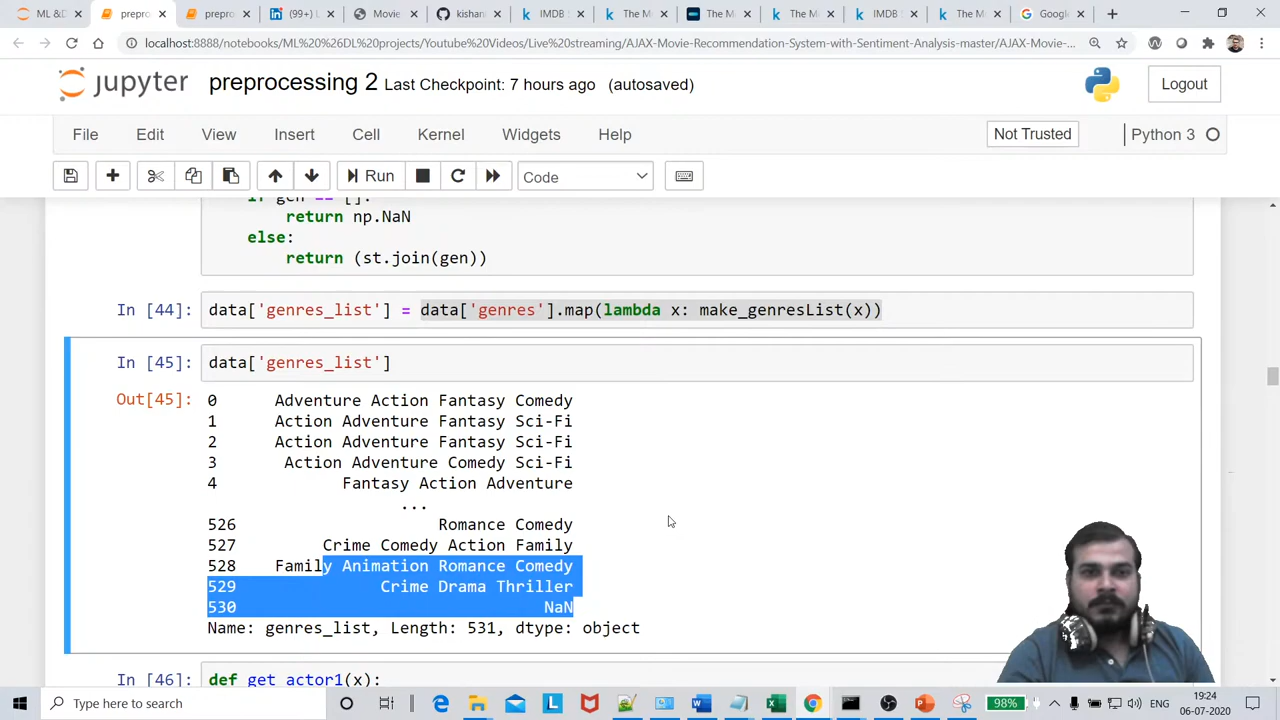 ML &D
prepro
prepro
(99+) L
Movie
kishan
IMDB S
The M
The M
The M
IMDB S
The M
Google
localhost:8888/notebooks/ML%20%26DL%20projects/Youtube%20Videos/Live%20streaming/AJAX-Movie-Recommendation-System-with-Sentiment-Analysis-master/AJAX-Movie-...
jupyter preprocessing 2 Last Checkpoint: 7 hours ago (autosaved)
Logout
File Edit View Insert Cell Kernel Widgets Help
Not Trusted
Python 3
Run
Code
if gen == []:
return np.NaN
else:
return (st.join(gen))
In [44]: data['genres_list'] = data['genres'].map(lambda x: make_genresList(x))
In [45]: data['genres_list']
Out[45]: 0 Adventure Action Fantasy Comedy
1 Action Adventure Fantasy Sci-Fi
2 Action Adventure Fantasy Sci-Fi
3 Action Adventure Comedy Sci-Fi
4 Fantasy Action Adventure
...
526 Romance Comedy
527 Crime Comedy Action Family
528 Family Animation Romance Comedy
529 Crime Drama Thriller
530 NaN
Name: genres_list, Length: 531, dtype: object
In [46]: def get_actor1(x):
Type here to search
98%
ENG
19:24
06-07-2020